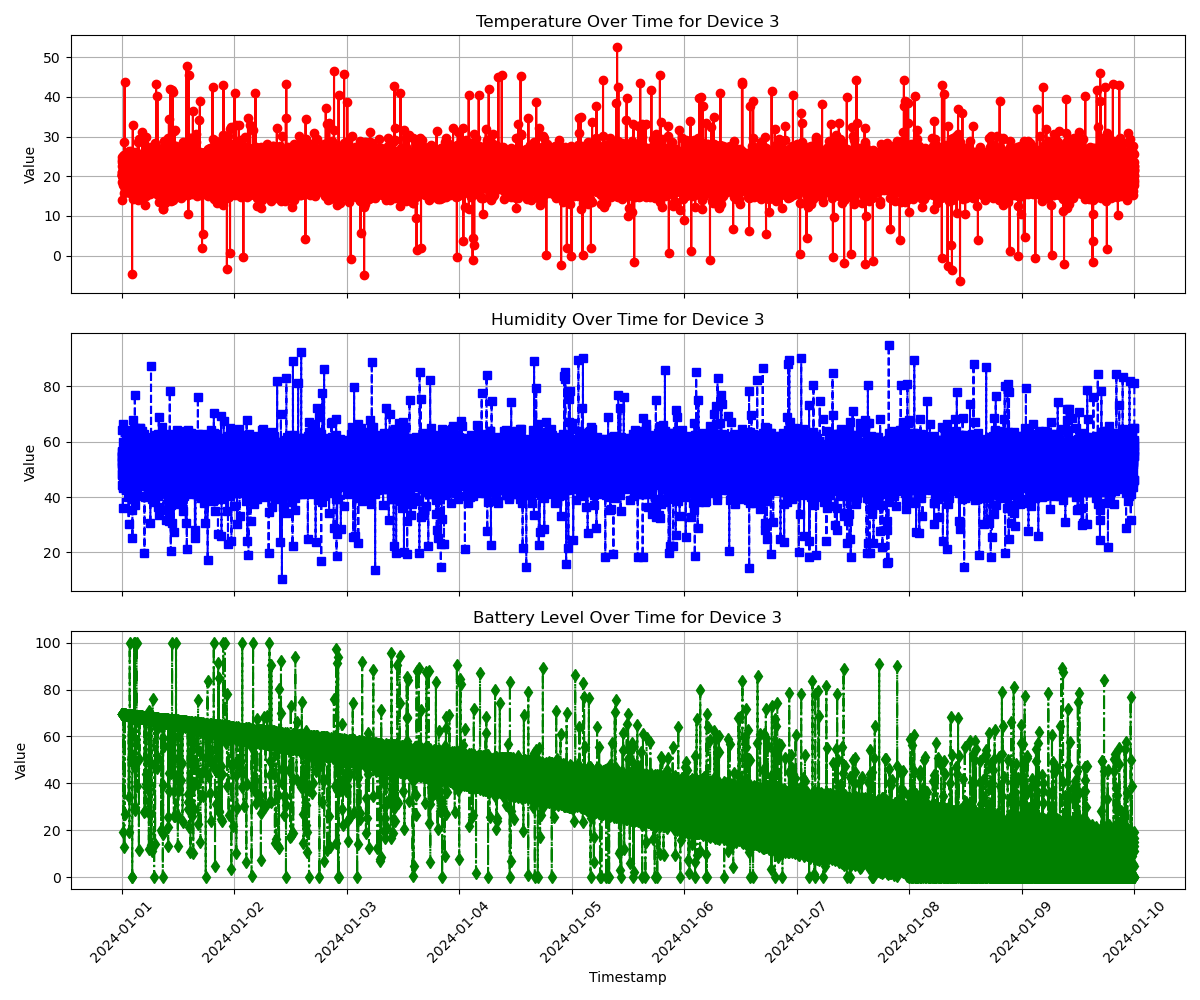 Temperature Over Time for Device 3
50
40
30
20
10
0
Value
Humidity Over Time for Device 3
80
60
40
20
Value
Battery Level Over Time for Device 3
100
80
60
40
20
0
Value
2024-01-01 2024-01-02 2024-01-03 2024-01-04 2024-01-05 2024-01-06 2024-01-07 2024-01-08 2024-01-09 2024-01-10
Timestamp